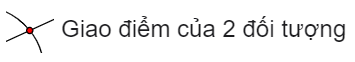 Giao điểm của 2 đối tượng